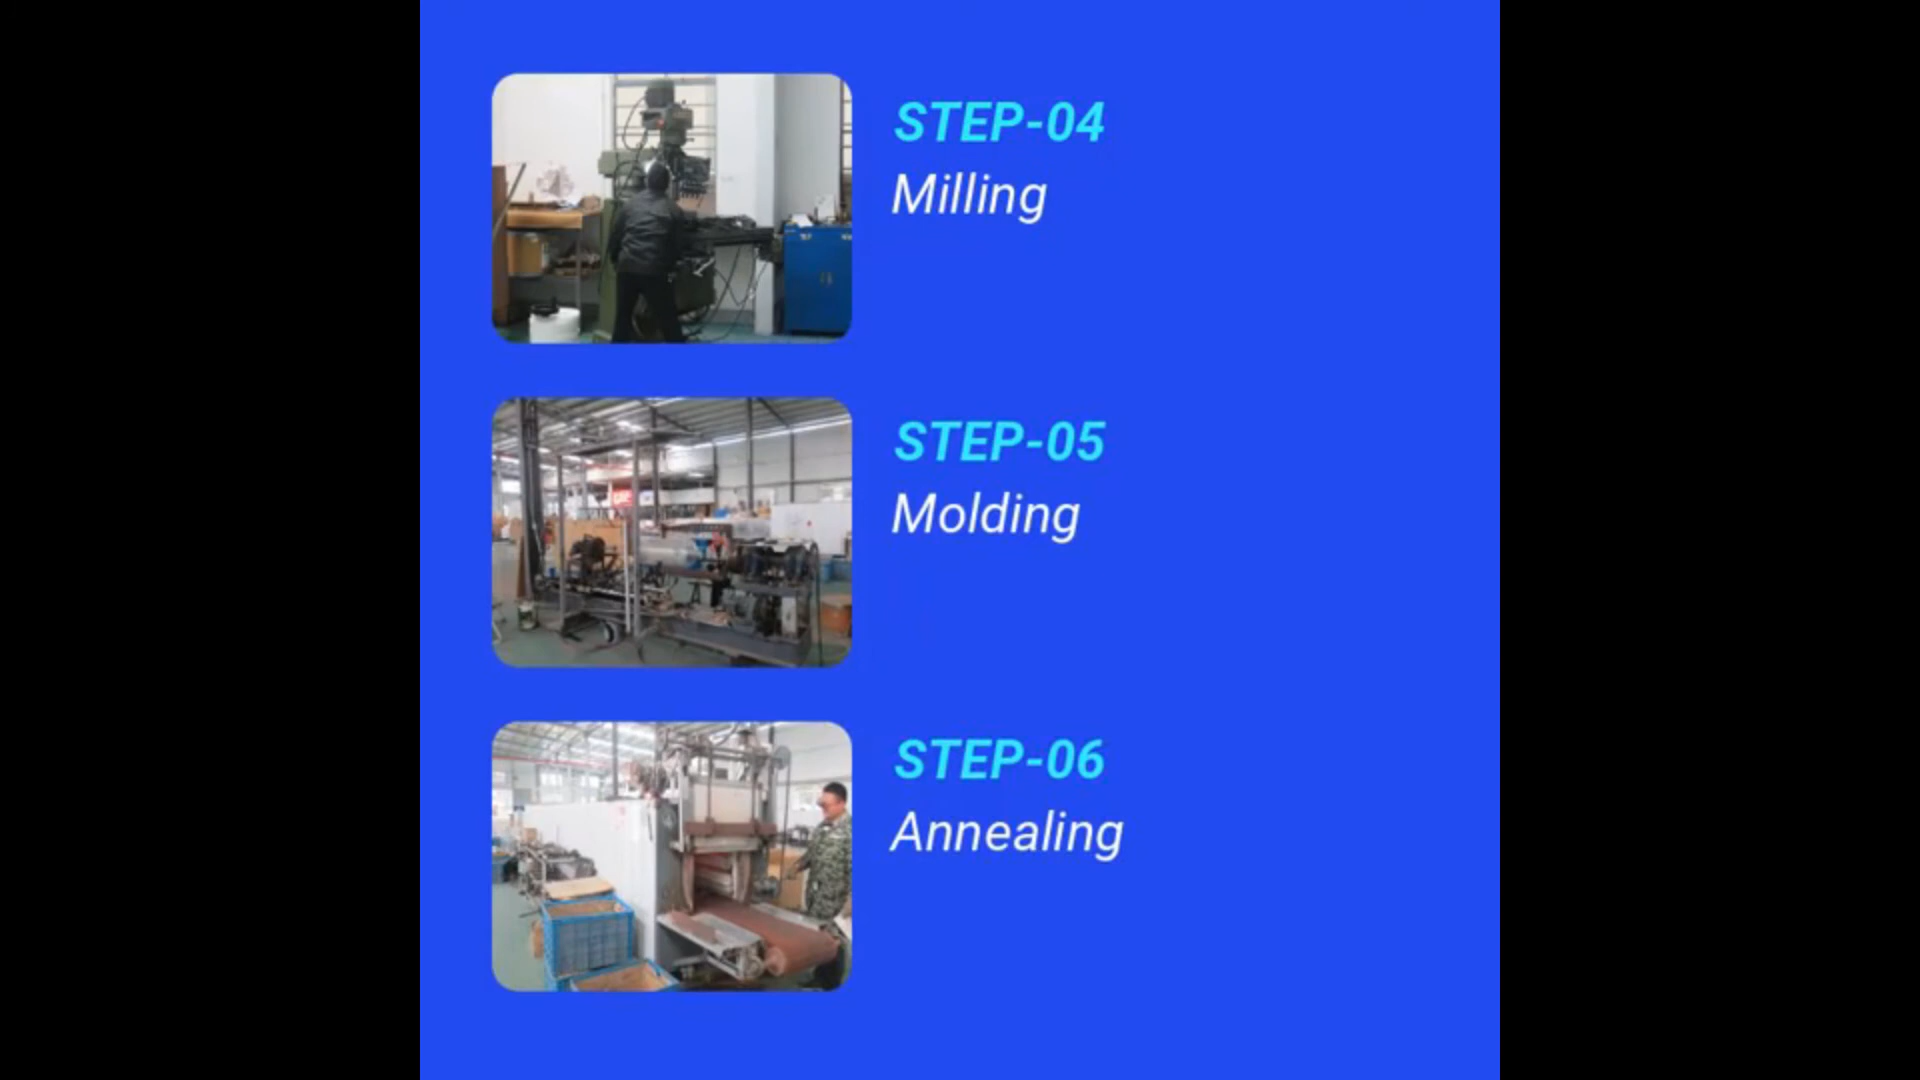 STEP-04
Milling
STEP-05
Molding
STEP-06
Annealing